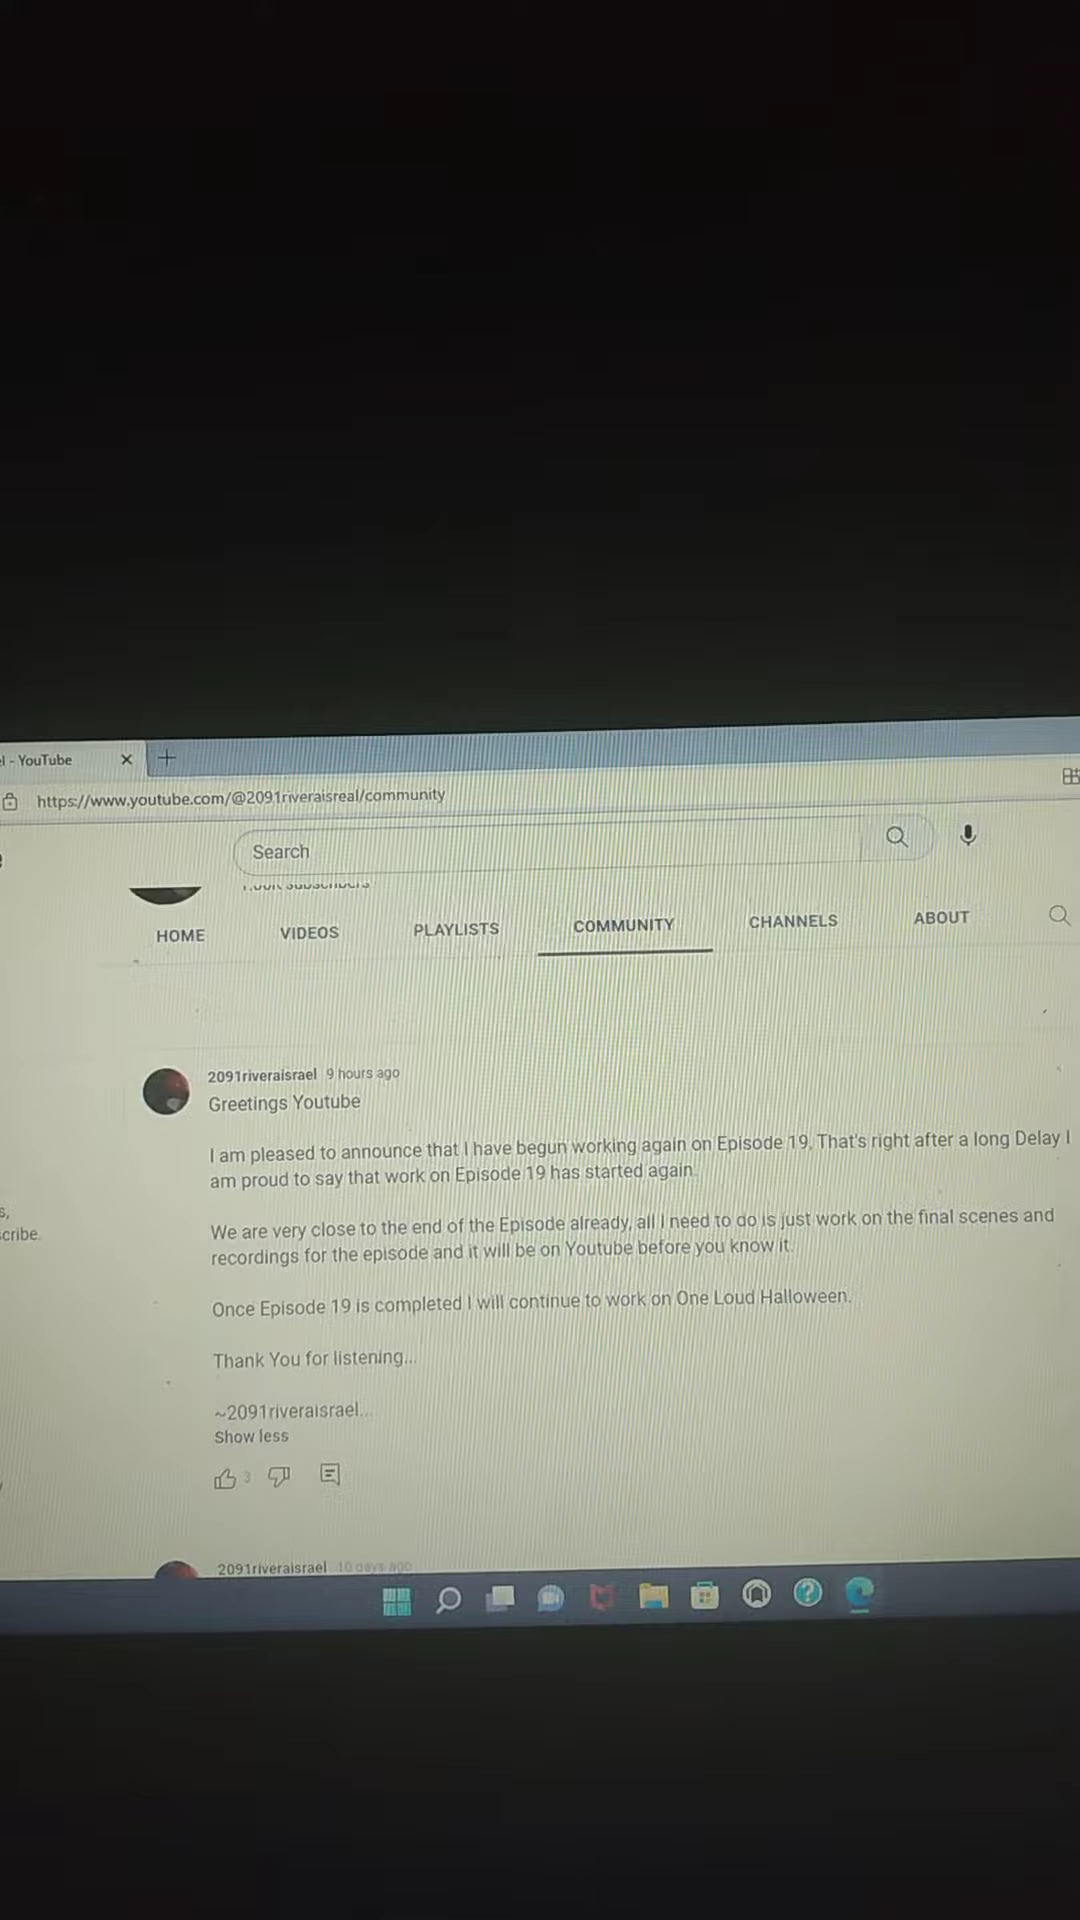 - YouTube
https://www.youtube.com/@2091riveraisreal/community
Search
HOME VIDEOS PLAYLISTS COMMUNITY CHANNELS ABOUT
2091riveraisrael 9 hours ago
Greetings Youtube
I am pleased to announce that I have begun working again on Episode 19, That's right after a long Delay I
am proud to say that work on Episode 19 has started again.
We are very close to the end of the Episode already, all I need to do is just work on the final scenes and
recordings for the episode and it will be on Youtube before you know it.
Once Episode 19 is completed I will continue to work on One Loud Halloween.
Thank You for listening...
~2091riveraisrael...
Show less
3
2091riveraisrael 10 days ago